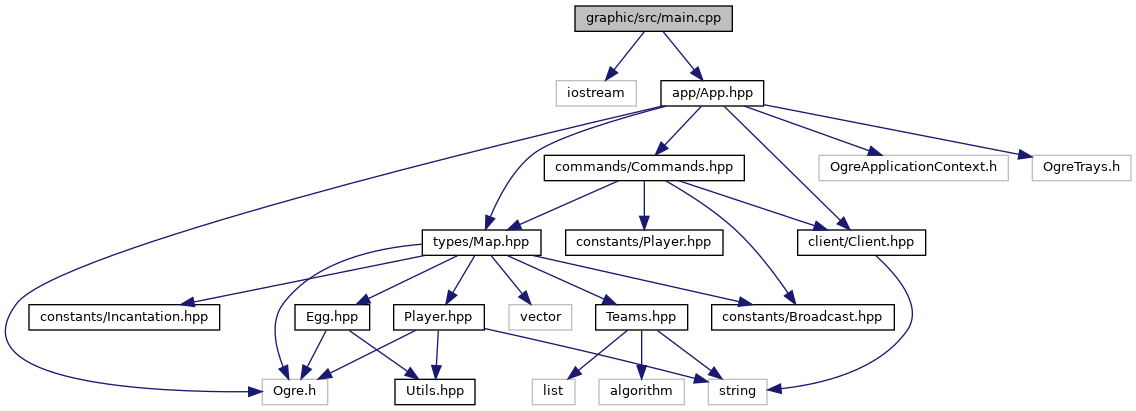 graphic/src/main.cpp
iostream
app/App.hpp
commands/Commands.hpp
OgreApplicationContext.h
OgreTrays.h
types/Map.hpp
constants/Player.hpp
client/Client.hpp
constants/Incantation.hpp
Egg.hpp
Player.hpp
vector
Teams.hpp
constants/Broadcast.hpp
Ogre.h
Utils.hpp
list
algorithm
string